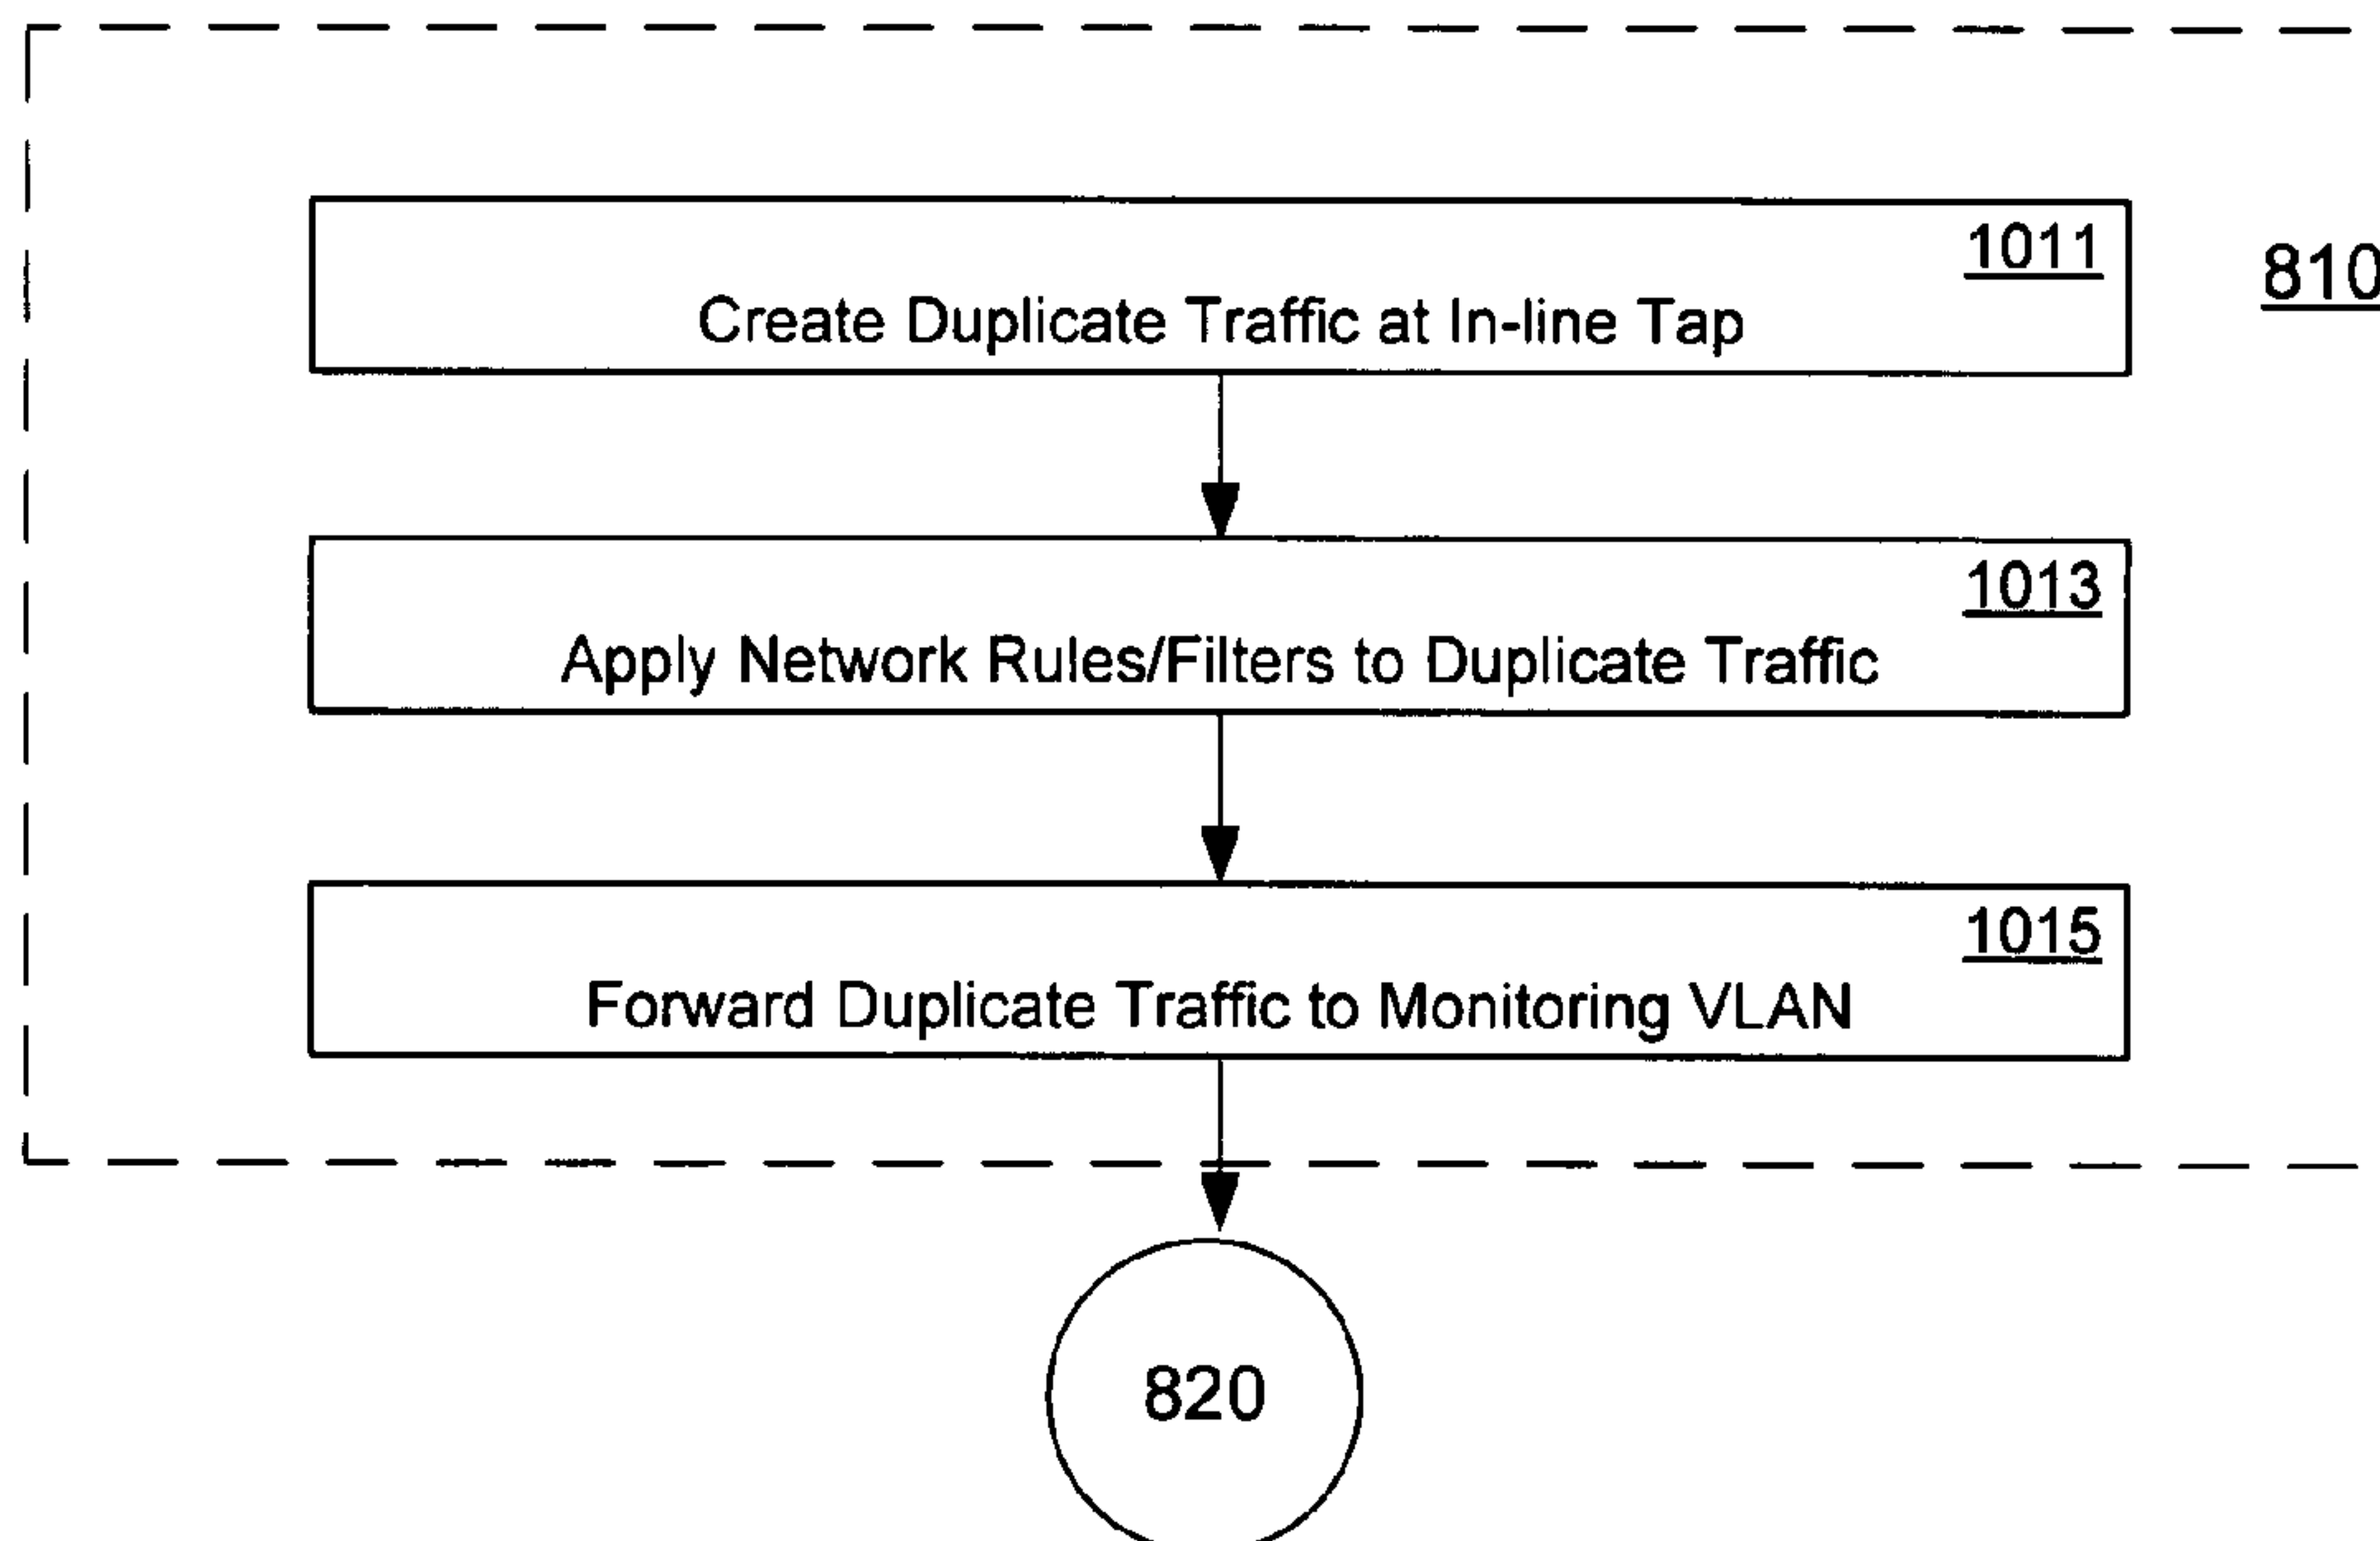 1011
810
Create Duplicate Traffic at In-line Tap
1013
Apply Network Rules/Filters to Duplicate Traffic
1015
Forward Duplicate Traffic to Monitoring VLAN
820